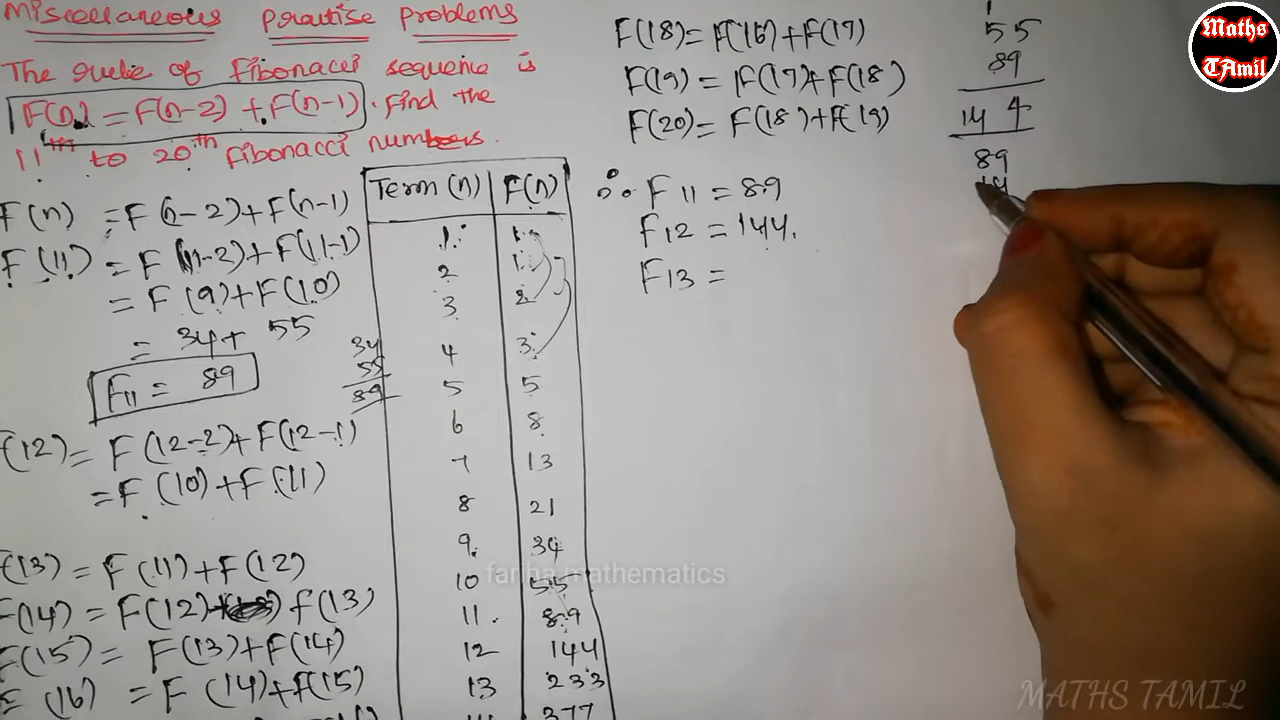 Miscellaneous practise problems
The rule of Fibonacci sequence is
F(n) = F(n-2) + F(n-1). Find the
11th to 20th Fibonacci numbers.
F(n) = F(n-2)+F(n-1)
F(11) = F(11-2)+F(11-1)
= F(9)+F(10)
= 34+ 55
F11 = 89
34
55
89
F(12)= F(12-2)+F(12-1)
=F(10)+F(11)
F(13) = F(11)+F(12)
F(14) = F(12)+ f(13)
F(15)= F(13)+F(14)
F(16) = F(14)+f(15)
Term (n) F(n)
1. 1.
2 1.
3 2
4 3.
5 5
6 8
7 13
8 21
9. 34
10 55
11. 89
12 144
13 233
14 377
F(18)= F(16)+F(17)
F(19) = F(17)+F(18)
F(20)= F(18)+F(19)
∴ F11 = 89
F12 = 144.
F13 =
1
55
89
144
89
Maths
TAmil
fariha mathematics
MATHS TAMIL